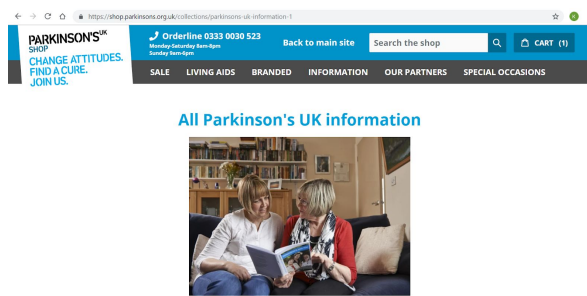 https://shop.parkinsons.org.uk/collections/parkinsons-uk-information-1
PARKINSON'S UK
SHOP
CHANGE ATTITUDES.
FIND A CURE.
JOIN US.
Orderline 0333 0030 523
Monday-Saturday 8am-8pm
Sunday 9am-6pm
Back to main site
Search the shop
CART (1)
SALE LIVING AIDS BRANDED INFORMATION OUR PARTNERS SPECIAL OCCASIONS
All Parkinson's UK information